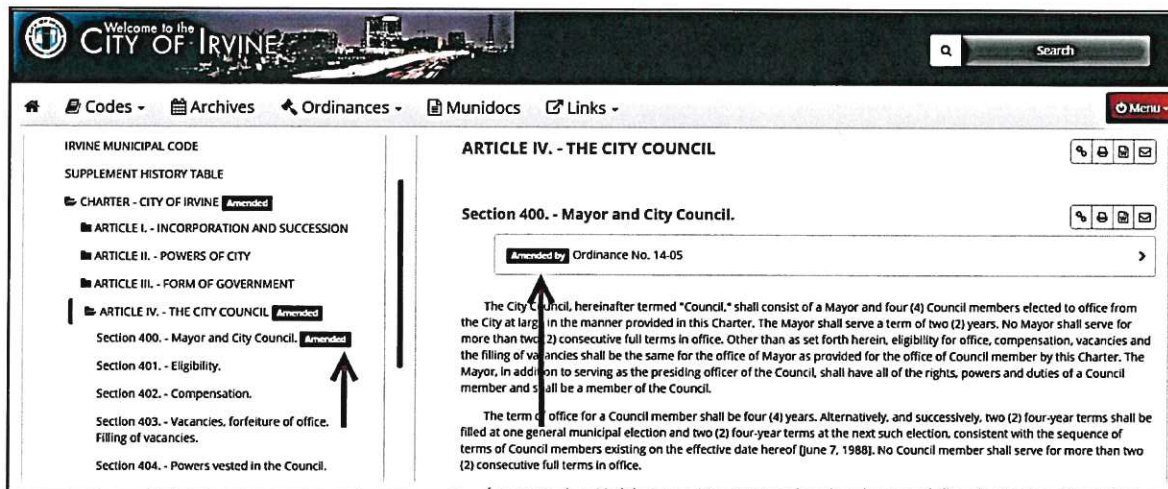 Welcome to the
CITY OF IRVINE
Search
Codes
Archives
Ordinances
Munidocs
Links
Menu
IRVINE MUNICIPAL CODE
SUPPLEMENT HISTORY TABLE
CHARTER - CITY OF IRVINE Amended
ARTICLE I. - INCORPORATION AND SUCCESSION
ARTICLE II. - POWERS OF CITY
ARTICLE III. - FORM OF GOVERNMENT
ARTICLE IV. - THE CITY COUNCIL Amended
Section 400. - Mayor and City Council. Amended
Section 401. - Eligibility.
Section 402. - Compensation.
Section 403. - Vacancies, forfeiture of office.
Filling of vacancies.
Section 404. - Powers vested in the Council.
ARTICLE IV. - THE CITY COUNCIL
Section 400. - Mayor and City Council.
Amended by Ordinance No. 14-05
The City Council, hereinafter termed "Council," shall consist of a Mayor and four (4) Council members elected to office from
the City at large in the manner provided in this Charter. The Mayor shall serve a term of two (2) years. No Mayor shall serve for
more than two (2) consecutive full terms in office. Other than as set forth herein, eligibility for office, compensation, vacancies and
the filling of vacancies shall be the same for the office of Mayor as provided for the office of Council member by this Charter. The
Mayor, in addition to serving as the presiding officer of the Council, shall have all of the rights, powers and duties of a Council
member and shall be a member of the Council.
The term of office for a Council member shall be four (4) years. Alternatively, and successively, two (2) four-year terms shall be
filled at one general municipal election and two (2) four-year terms at the next such election, consistent with the sequence of
terms of Council members existing on the effective date hereof [June 7, 1988]. No Council member shall serve for more than two
(2) consecutive full terms in office.